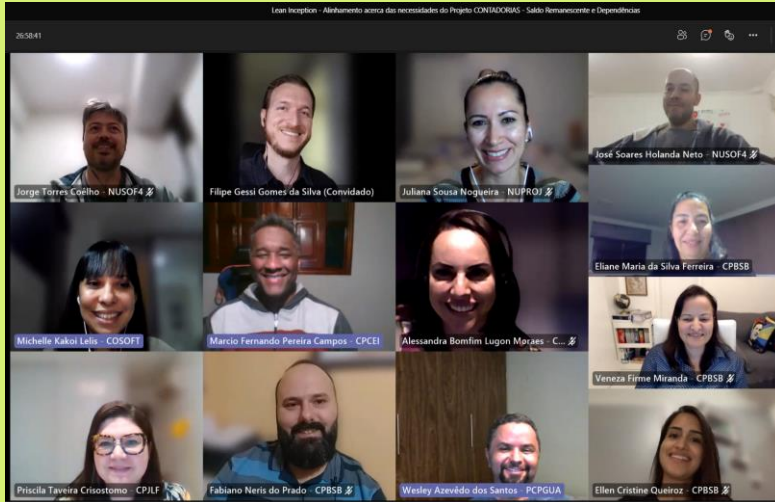 Lean Inception - Alinhamento acerca das necessidades do Projeto CONTADORIAS - Saldo Remanescente e Dependências
26:58:41
Jorge Torres Coêlho - NUSOF4
Filipe Gessi Gomes da Silva (Convidado)
Juliana Sousa Nogueira - NUPROJ
José Soares Holanda Neto - NUSOF4
Eliane Maria da Silva Ferreira - CPBSB
Michelle Kakoi Lelis - COSOFT
Marcio Fernando Pereira Campos - CPCEI
Alessandra Bomfim Lugon Moraes - C...
Veneza Firme Miranda - CPBSB
Priscila Taveira Crisostomo - CPJLF
Fabiano Neris do Prado - CPBSB
Wesley Azevêdo dos Santos - PCPGUA
Ellen Cristine Queiroz - CPBSB